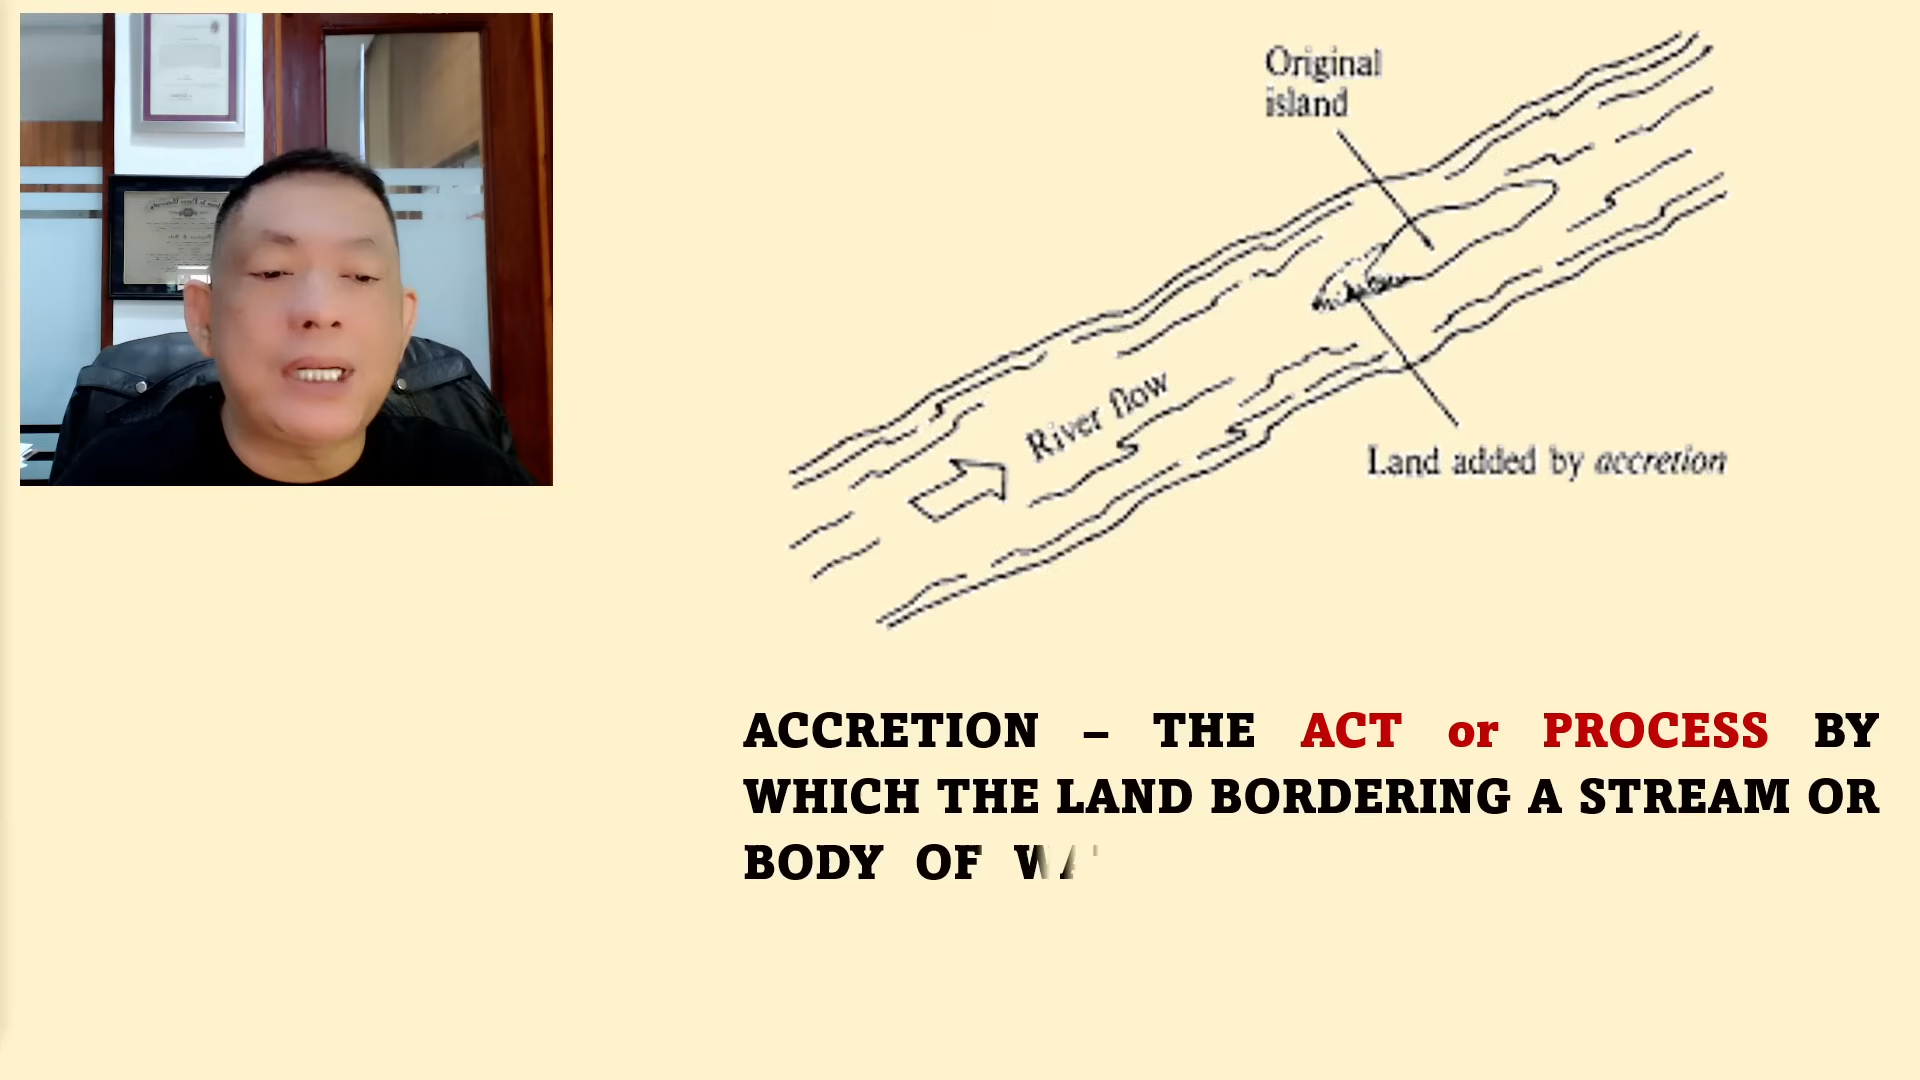 Original
island
River flow
Land added by accretion
ACCRETION – THE ACT or PROCESS BY
WHICH THE LAND BORDERING A STREAM OR
BODY OF